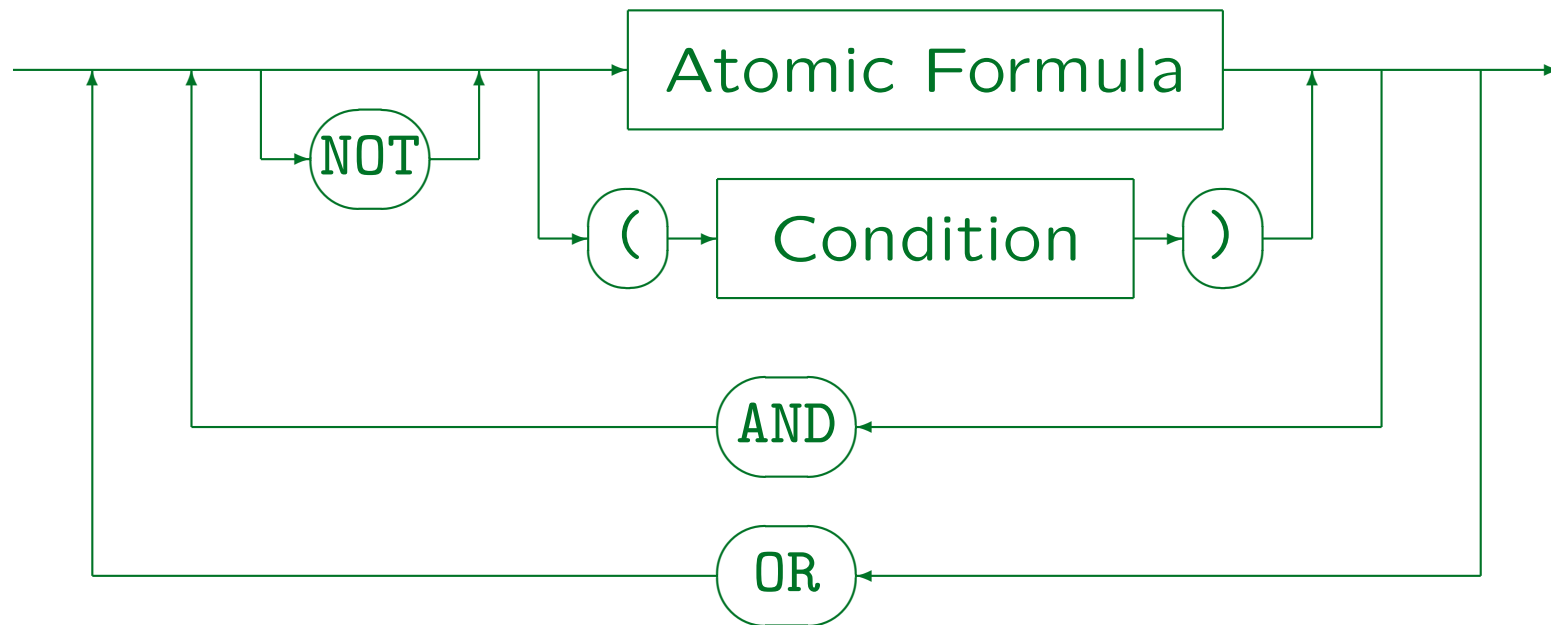 Atomic Formula
NOT
( Condition )
AND
OR